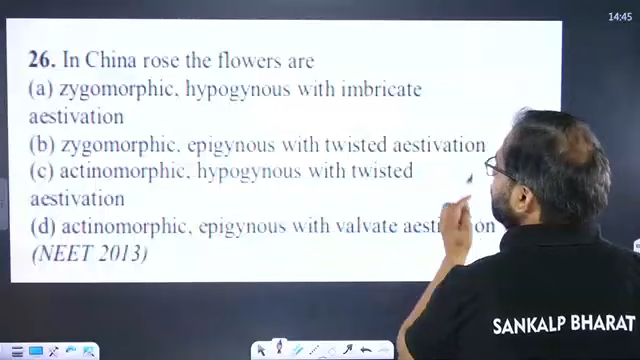 14:45
26. In China rose the flowers are
(a) zygomorphic, hypogynous with imbricate
aestivation
(b) zygomorphic, epigynous with twisted aestivation
(c) actinomorphic, hypogynous with twisted
aestivation
(d) actinomorphic, epigynous with valvate
(NEET 2013)
SANKALP BHARAT